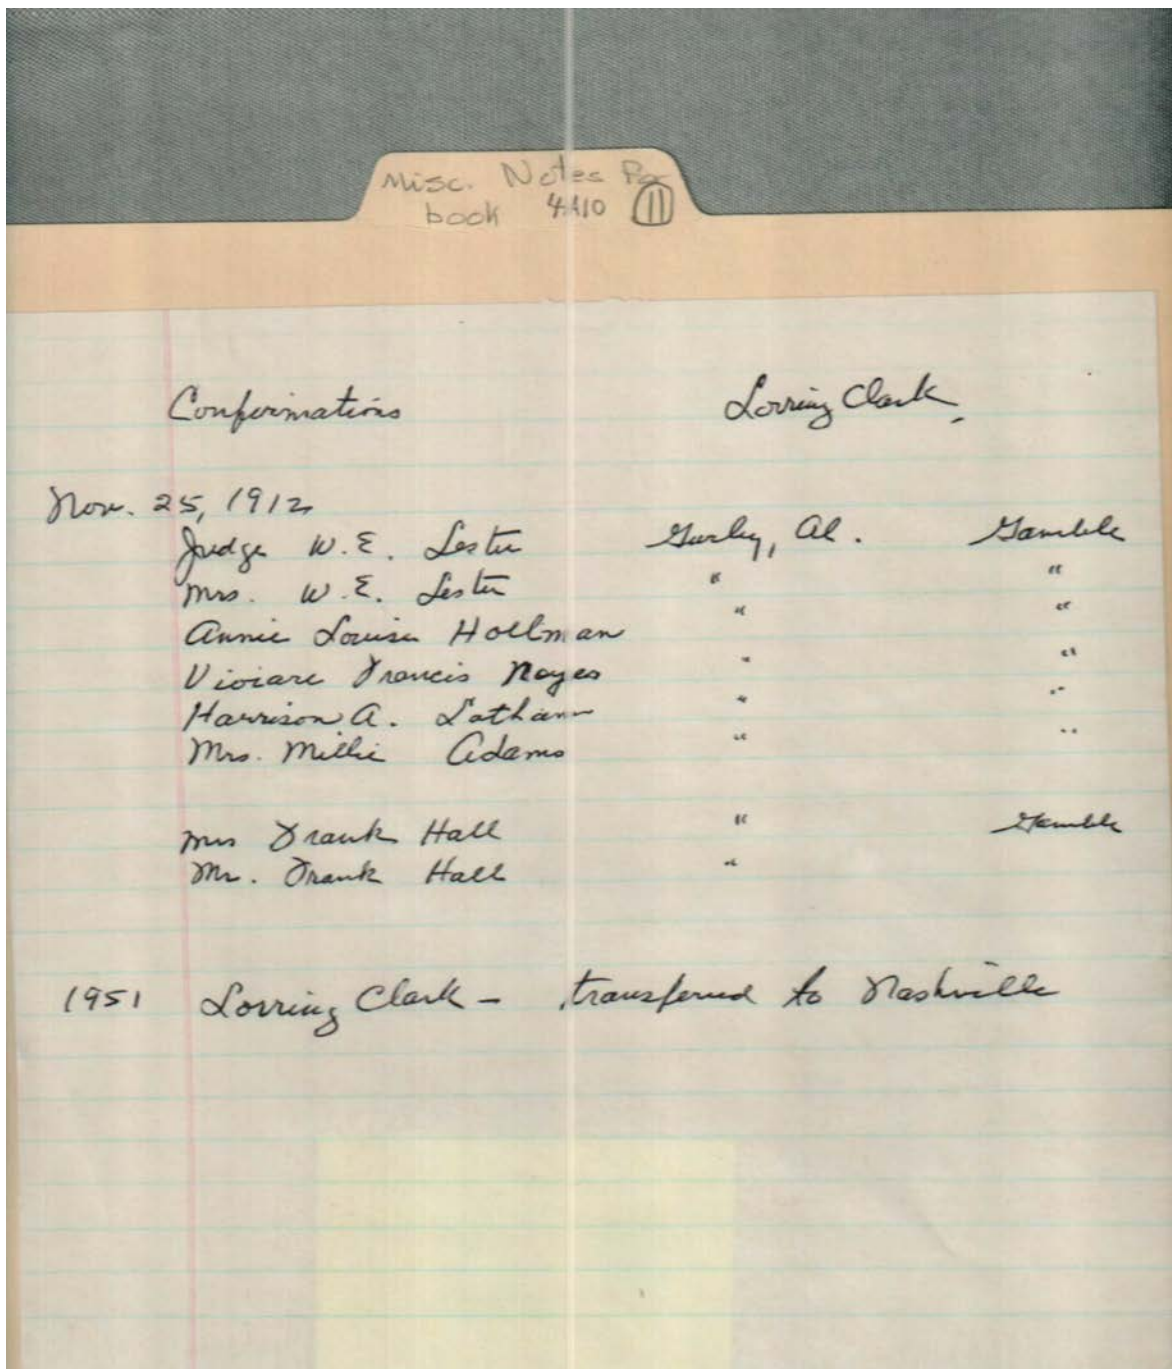 Misc. Notes For
book 4A10 11
Confirmations Lorring Clark
Nov. 25, 1912
Judge W.E. Lester Gurley, Al. Gamble
Mrs. W.E. Lester " "
Annie Louise Hollman " "
Viviare Francis Noyes " "
Harrison A. Latham " "
Mrs. Millie Adams " "
Mrs Frank Hall " Gamble
Mr. Frank Hall "
1951 Lorring Clark - transferred to Nashville